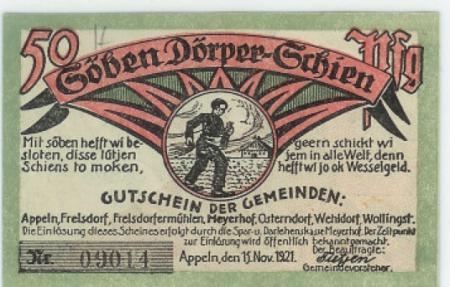 50 Pfg
Söben Dörper-Schien
Mit söben hefft wi be-
sloten, disse lütjen
Schiens to moken,
geern schickt wi
jem in alle Welt, denn
hefft wi jo ok Wesselgeld.
GUTSCHEIN DER GEMEINDEN:
Appeln, Frelsdorf, Frelsdorfermühlen, Meyerhof, Osterndorf, Wehldorf, Wollingst.
Die Einlösung dieses Scheines erfolgt durch die Spar-u. Darlehenskasse Meyerhof. Der Zeitpunkt
zur Einlösung wird öffentlich bekanntgemacht.
Nr. 09014
Appeln, den 15. Nov. 1921.
Der Beauftragte:
Gemeindevorsteher.